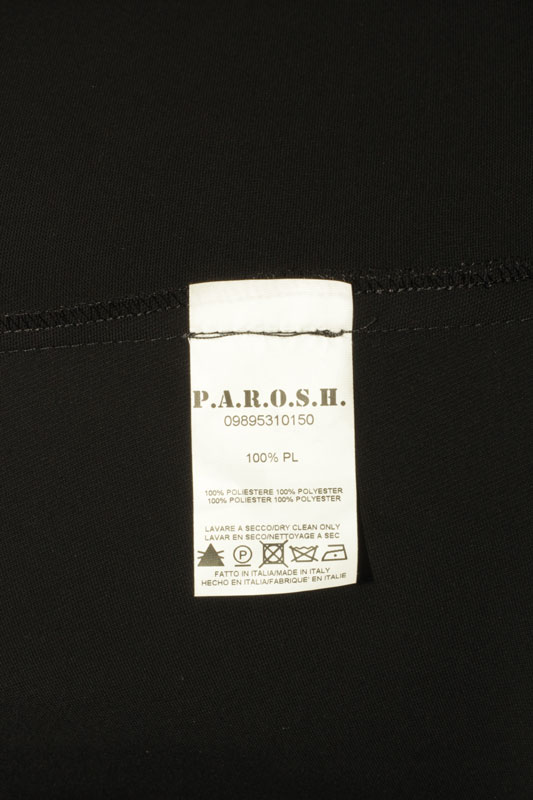 P.A.R.O.S.H.
09895310150
100% PL
100% POLIESTERE 100% POLYESTER
100% POLIESTER 100% POLYESTER
LAVARE A SECCO/DRY CLEAN ONLY
LAVAR EN SECO/NETTOYAGE A SEC
P
FATTO IN ITALIA/MADE IN ITALY
HECHO EN ITALIA/FABRIQUE' EN ITALIE